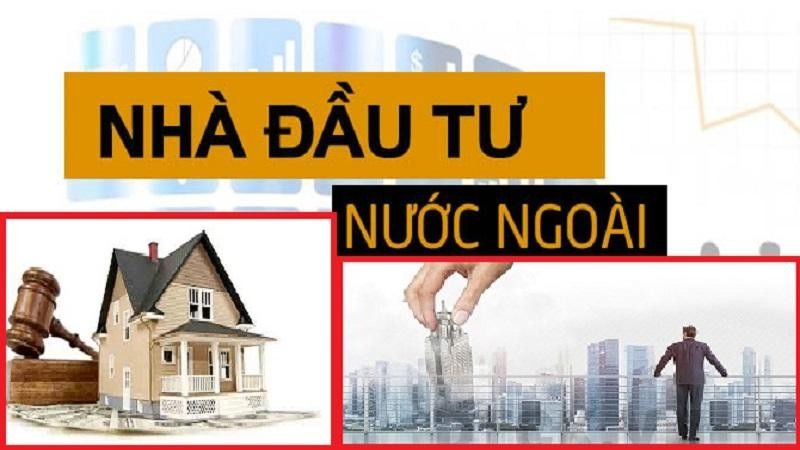 NHÀ ĐẦU TƯ
NƯỚC NGOÀI
$